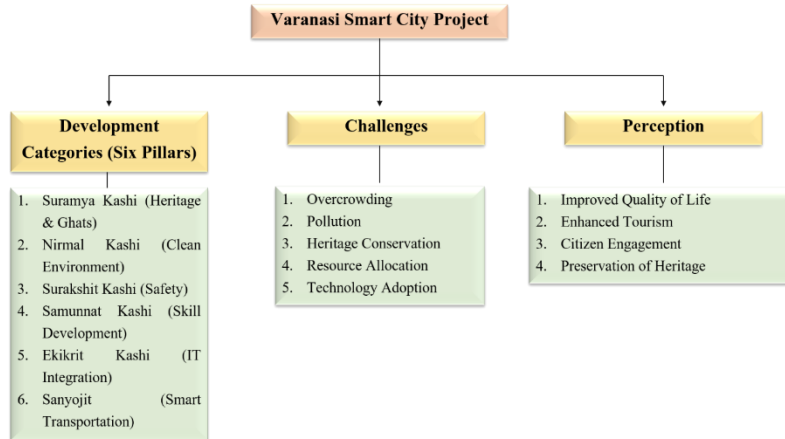 Varanasi Smart City Project
Development
Categories (Six Pillars)
1. Suramya Kashi (Heritage
& Ghats)
2. Nirmal Kashi (Clean
Environment)
3. Surakshit Kashi (Safety)
4. Samunnat Kashi (Skill
Development)
5. Ekikrit Kashi (IT
Integration)
6. Sanyojit (Smart
Transportation)
Challenges
1. Overcrowding
2. Pollution
3. Heritage Conservation
4. Resource Allocation
5. Technology Adoption
Perception
1. Improved Quality of Life
2. Enhanced Tourism
3. Citizen Engagement
4. Preservation of Heritage